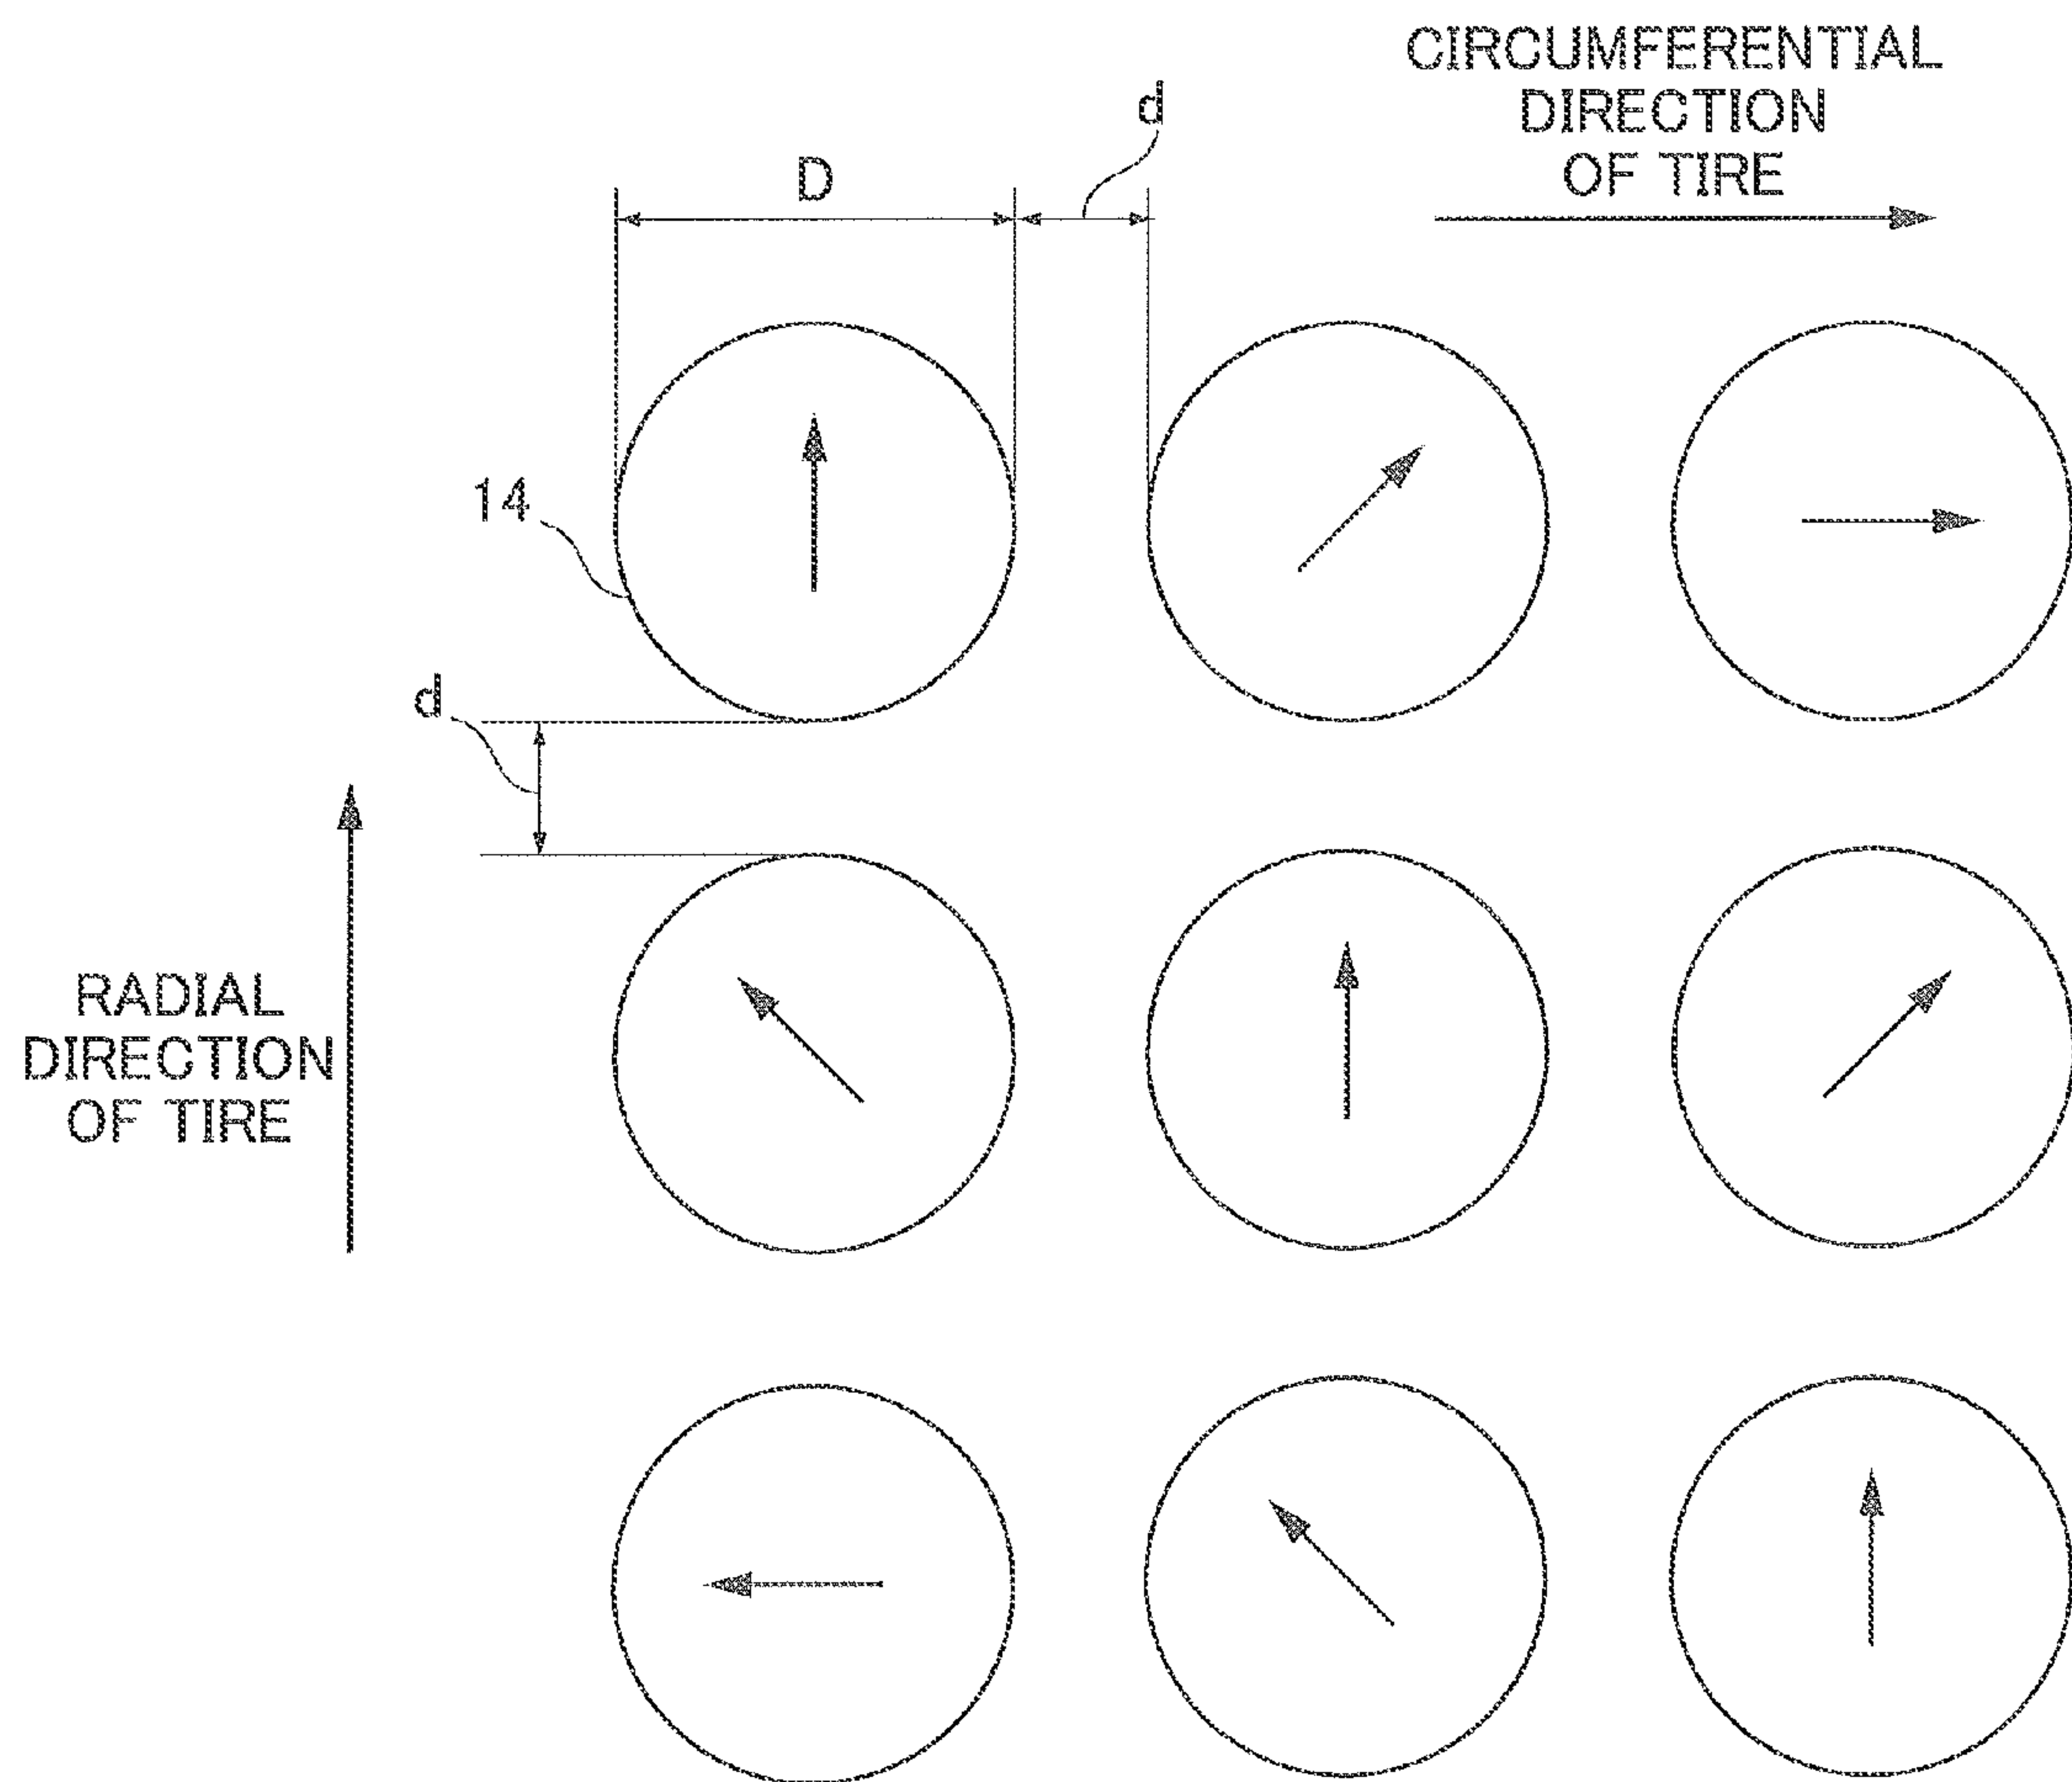 CIRCUMFERENTIAL
DIRECTION
OF TIRE
d
D
14
d
RADIAL
DIRECTION
OF TIRE